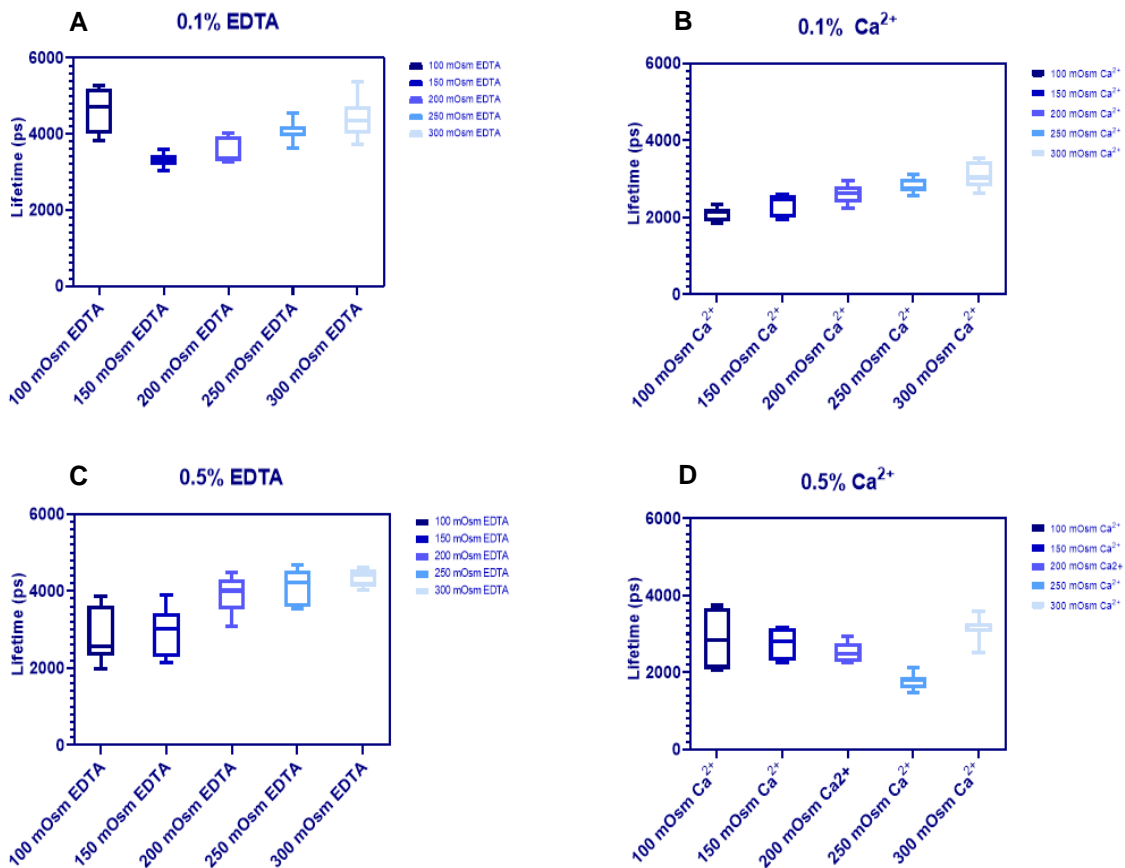 A
0.1% EDTA
6000
4000
2000
0
Lifetime (ps)
100 mOsm EDTA
150 mOsm EDTA
200 mOsm EDTA
250 mOsm EDTA
300 mOsm EDTA
100 mOsm EDTA
150 mOsm EDTA
200 mOsm EDTA
250 mOsm EDTA
300 mOsm EDTA
B
0.1% Ca²⁺
6000
4000
2000
0
Lifetime (ps)
100 mOsm Ca²⁺
150 mOsm Ca²⁺
200 mOsm Ca²⁺
250 mOsm Ca²⁺
300 mOsm Ca²⁺
100 mOsm Ca²⁺
150 mOsm Ca²⁺
200 mOsm Ca²⁺
250 mOsm Ca²⁺
300 mOsm Ca²⁺
C
0.5% EDTA
6000
4000
2000
0
Lifetime (ps)
100 mOsm EDTA
150 mOsm EDTA
200 mOsm EDTA
250 mOsm EDTA
300 mOsm EDTA
100 mOsm EDTA
150 mOsm EDTA
200 mOsm EDTA
250 mOsm EDTA
300 mOsm EDTA
D
0.5% Ca²⁺
6000
4000
2000
0
Lifetime (ps)
100 mOsm Ca²⁺
150 mOsm Ca²⁺
200 mOsm Ca2+
250 mOsm Ca²⁺
300 mOsm Ca²⁺
100 mOsm Ca²⁺
150 mOsm Ca²⁺
200 mOsm Ca2+
250 mOsm Ca²⁺
300 mOsm Ca²⁺